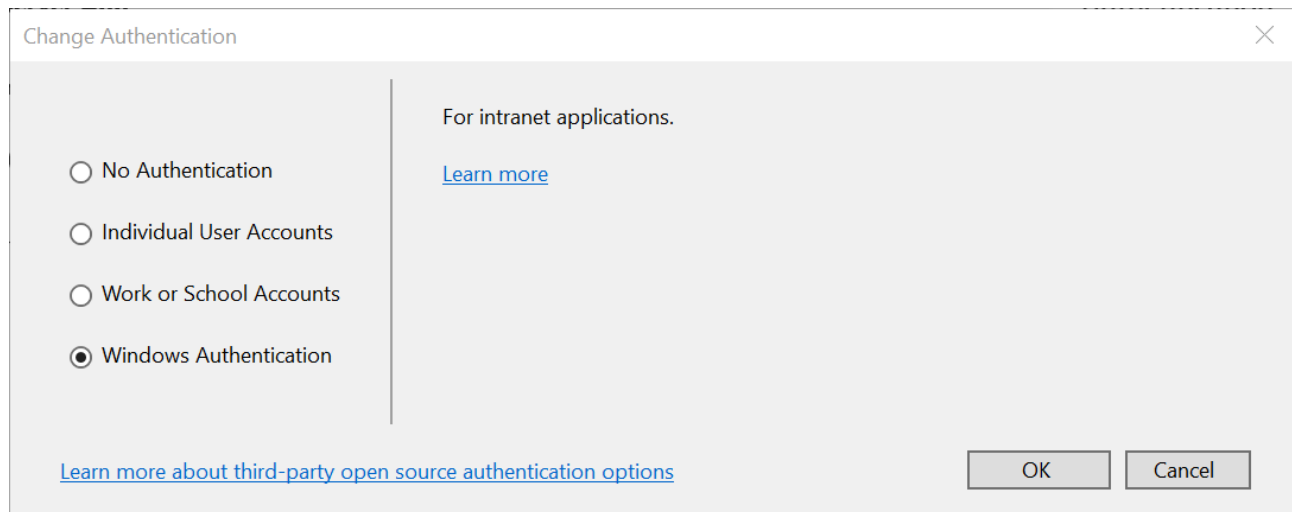 Change Authentication
For intranet applications.
Learn more
No Authentication
Individual User Accounts
Work or School Accounts
Windows Authentication
Learn more about third-party open source authentication options
OK
Cancel